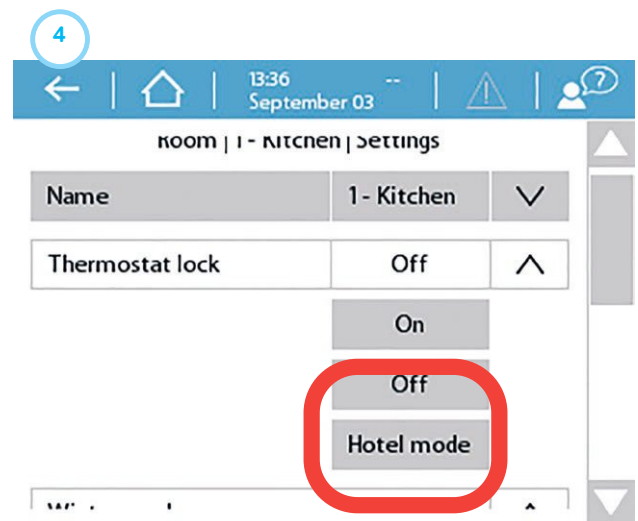 4
13:36 --
September 03
?
Room | 1 - Kitchen | Settings
Name 1 - Kitchen
Thermostat lock Off
On
Off
Hotel mode